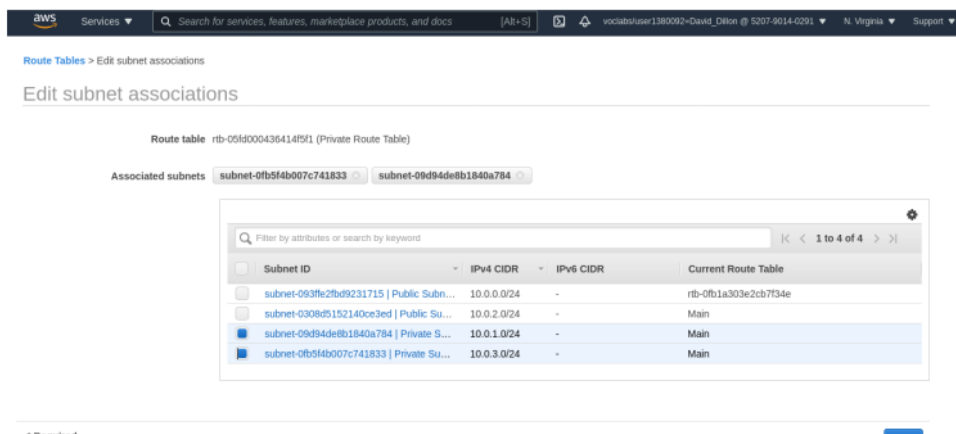 aws Services ▼ Search for services, features, marketplace products, and docs [Alt+S] voclabs/user1380092=David_Dillon @ 5207-9014-0291 ▼ N. Virginia ▼ Support ▼
Route Tables > Edit subnet associations
Edit subnet associations
Route table rtb-05fd000436414f5f1 (Private Route Table)
Associated subnets subnet-0fb5f4b007c741833 subnet-09d94de8b1840a784
Filter by attributes or search by keyword 1 to 4 of 4
Subnet ID IPv4 CIDR IPv6 CIDR Current Route Table
subnet-093ffe2fbd9231715 | Public Subn... 10.0.0.0/24 - rtb-0fb1a303e2cb7f34e
subnet-0308d5152140ce3ed | Public Su... 10.0.2.0/24 - Main
subnet-09d94de8b1840a784 | Private S... 10.0.1.0/24 - Main
subnet-0fb5f4b007c741833 | Private Su... 10.0.3.0/24 - Main